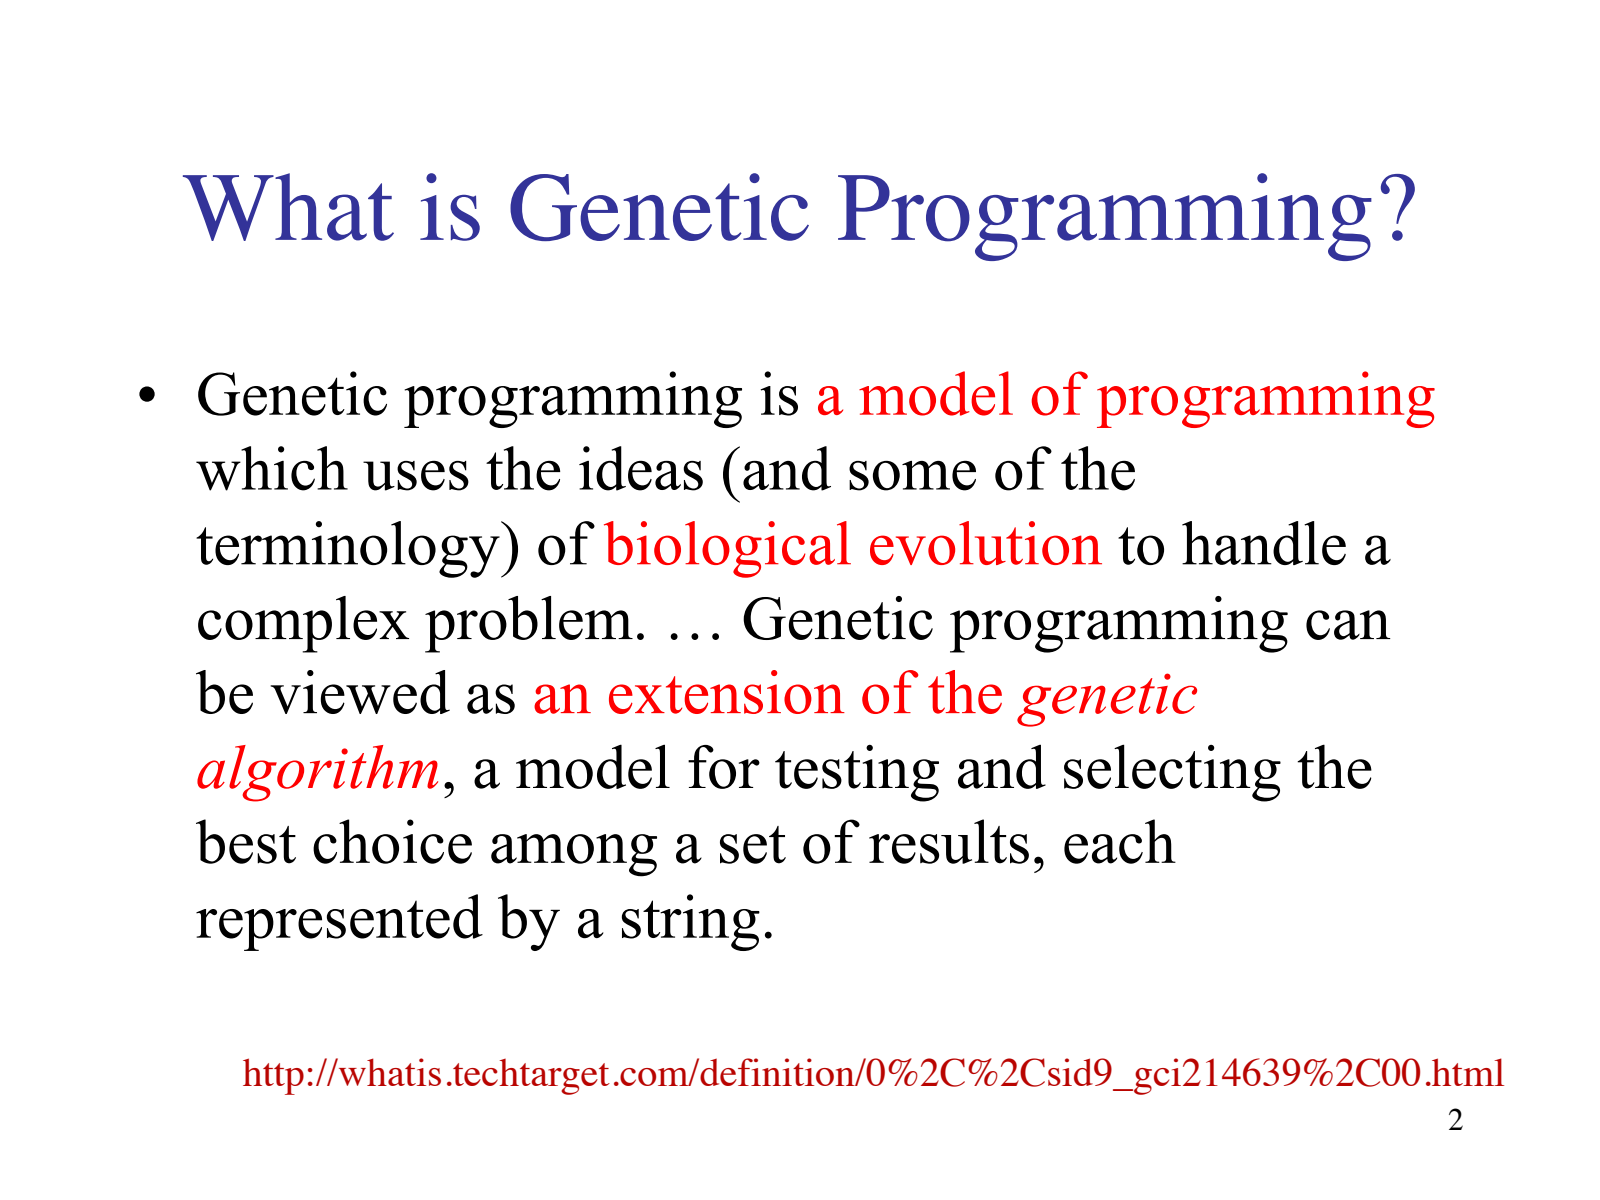 What is Genetic Programming?
• Genetic programming is a model of programming
which uses the ideas (and some of the
terminology) of biological evolution to handle a
complex problem. … Genetic programming can
be viewed as an extension of the genetic
algorithm, a model for testing and selecting the
best choice among a set of results, each
represented by a string.
http://whatis.techtarget.com/definition/0%2C%2Csid9_gci214639%2C00.html
2